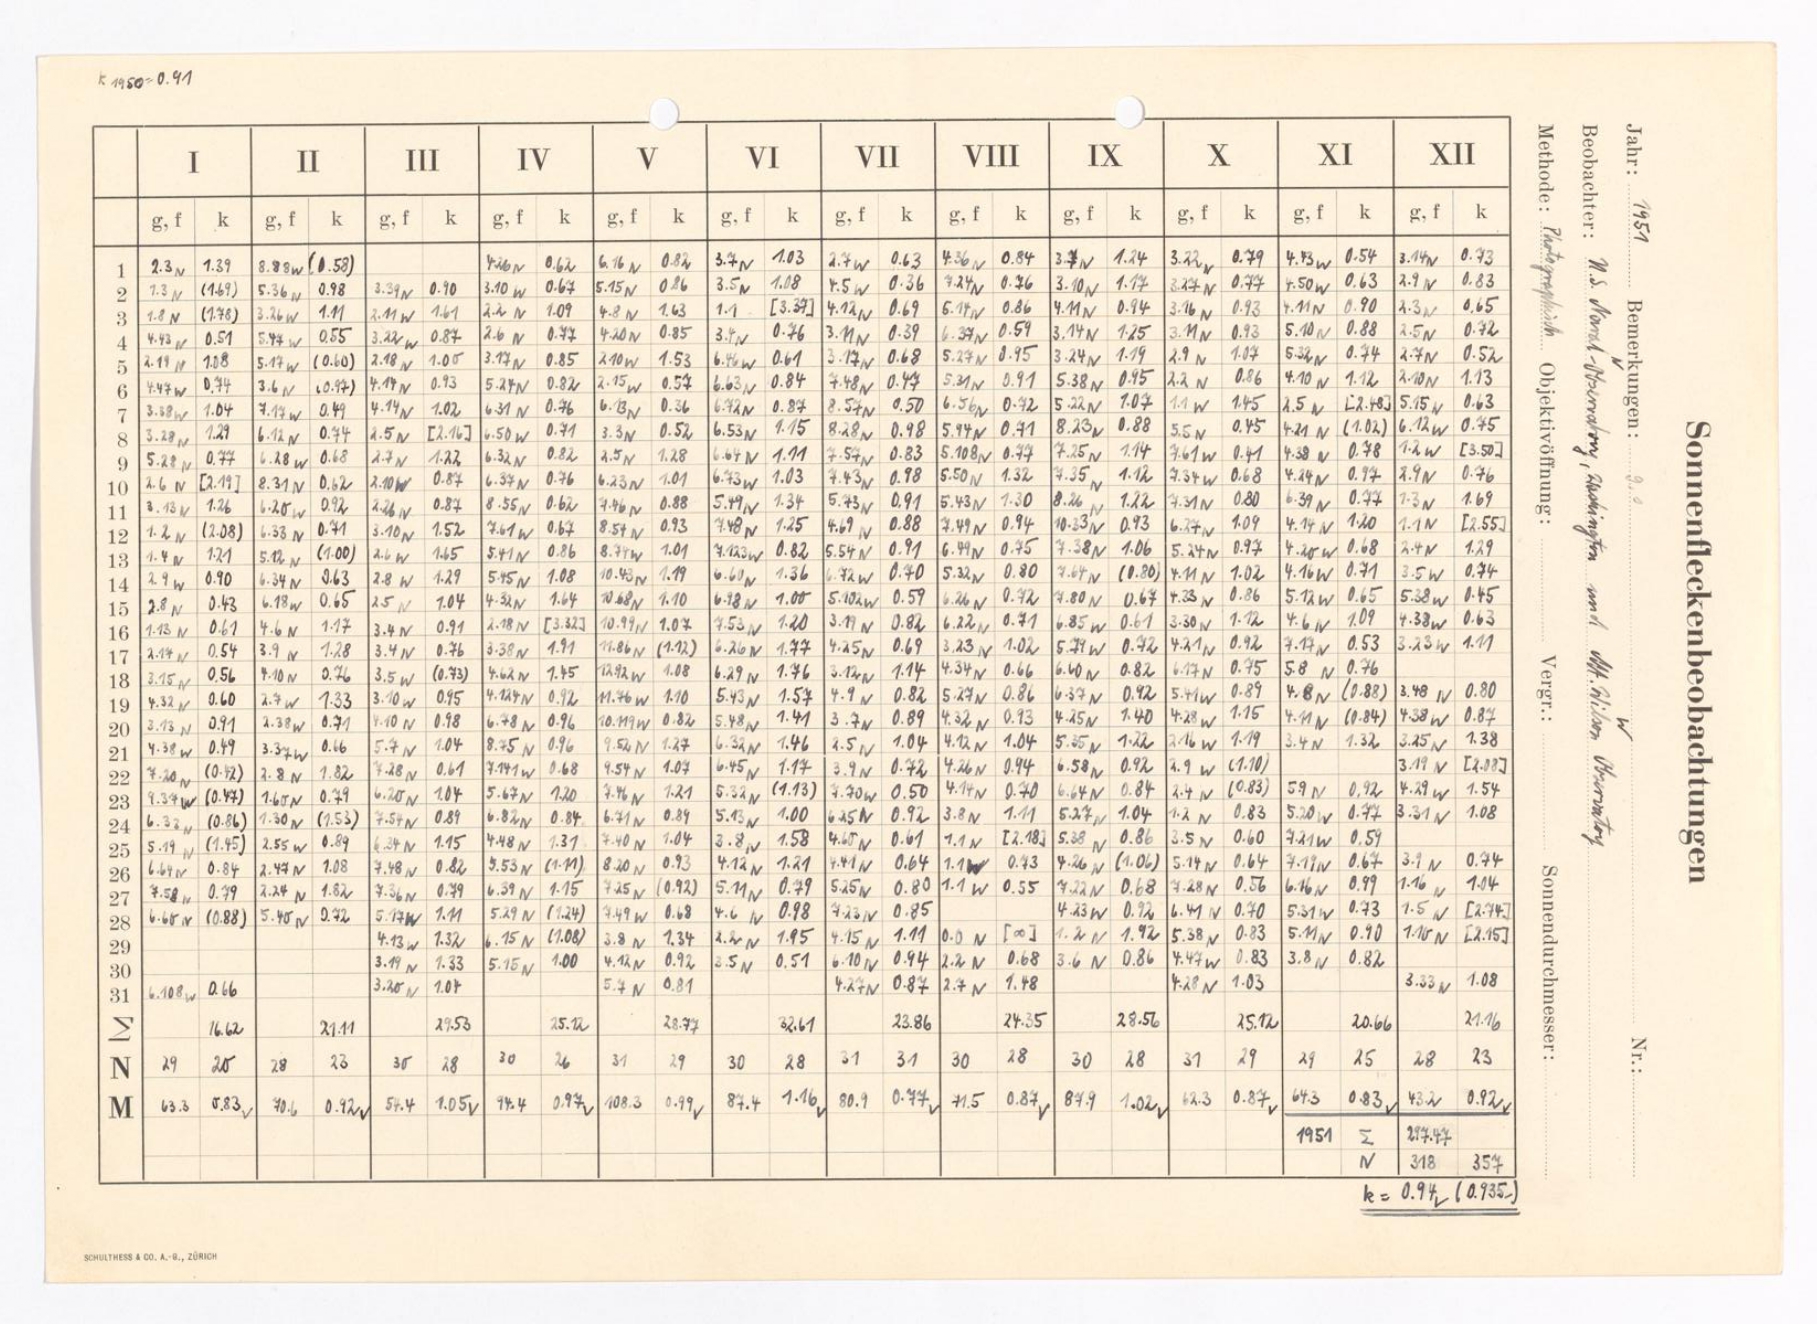 k 1950 = 0.91
I II III IV V VI VII VIII IX X XI XII
g, f k g, f k g, f k g, f k g, f k g, f k g, f k g, f k g, f k g, f k g, f k g, f k
1 2.3 N 1.39 8.88 W (0.58) 4.26 N 0.62 6.16 N 0.82 3.7 N 1.03 2.7 W 0.63 4.36 N 0.84 1.24 3.22 N 0.79 4.43 W 0.54 3.14 N 0.73
2 1.3 N (1.69) 5.36 N 0.98 3.39 N 0.90 3.10 W 0.67 5.15 N 0.86 3.5 N 1.08 4.5 W 0.36 7.24 N 0.76 3.10 N 1.17 3.27 N 0.77 4.50 W 0.63 2.9 N 0.83
3 1.8 N (1.78) 3.26 W 1.11 2.11 W 1.61 2.2 N 1.09 4.8 N 1.63 1.1 [3.37] 4.12 N 0.69 5.14 N 0.86 4.11 N 0.94 3.16 N 0.93 4.11 N 0.90 2.3 N 0.65
4 4.43 N 0.51 5.47 W 0.55 3.22 W 0.87 2.6 N 0.77 4.20 N 0.85 3.4 N 0.76 3.11 N 0.39 6.37 N 0.59 3.14 N 1.25 3.11 N 0.93 5.10 N 0.88 2.5 N 0.72
5 2.19 N 1.08 5.17 W (0.60) 2.18 N 1.00 3.17 N 0.85 2.10 W 1.53 6.46 W 0.61 3.17 N 0.68 5.27 N 0.95 3.24 N 1.19 2.9 N 1.07 5.32 N 0.74 2.7 N 0.52
6 4.47 W 0.74 3.6 N (0.97) 4.14 N 0.93 5.24 N 0.82 2.15 W 0.57 6.63 N 0.84 7.48 N 0.47 5.31 N 0.91 5.38 N 0.95 2.2 N 0.86 4.10 N 1.12 2.10 N 1.13
7 3.38 W 1.04 7.17 W 0.49 4.14 N 1.02 6.31 N 0.76 6.13 N 0.36 6.72 N 0.87 8.57 N 0.50 6.56 N 0.72 5.22 N 1.07 1.1 W 1.45 2.5 N [2.48] 5.15 N 0.63
8 3.28 N 1.29 6.12 N 0.74 2.5 N [2.16] 6.50 W 0.71 3.3 N 0.52 6.53 N 1.15 8.28 N 0.98 5.94 N 0.71 8.23 N 0.88 5.5 N 0.45 4.21 N (1.02) 6.12 W 0.75
9 5.28 N 0.77 6.28 W 0.68 2.7 N 1.22 6.32 N 0.82 2.5 N 1.28 6.64 N 1.11 7.57 N 0.83 5.108 N 0.77 7.25 N 1.14 7.61 W 0.41 4.38 N 0.78 1.2 W [3.50]
10 2.6 N [2.19] 8.31 N 0.62 2.10 W 0.87 6.37 N 0.76 6.23 N 1.01 6.73 W 1.03 7.43 N 0.98 5.50 N 1.32 7.35 N 1.12 7.34 W 0.68 4.24 N 0.97 2.9 N 0.76
11 3.13 N 1.26 6.20 W 0.92 2.26 N 0.87 8.55 N 0.62 7.46 N 0.88 5.49 N 1.34 5.73 N 0.91 5.43 N 1.30 8.26 N 1.22 7.31 N 0.80 6.39 N 0.77 1.3 N 1.69
12 1.2 N (2.08) 6.33 N 0.71 3.10 N 1.52 7.61 W 0.67 8.54 N 0.93 7.48 N 1.25 4.69 N 0.88 7.49 N 0.94 10.33 N 0.93 6.27 N 1.09 4.14 N 1.20 1.1 N [2.55]
13 1.4 N 1.21 5.12 N (1.00) 2.6 W 1.65 5.41 N 0.86 8.74 W 1.01 7.123 W 0.82 5.54 N 0.91 6.49 N 0.75 7.38 N 1.06 5.24 N 0.97 4.20 W 0.68 2.4 N 1.29
14 2.9 W 0.90 6.34 N 0.63 2.8 W 1.29 5.45 N 1.08 10.43 N 1.19 6.60 N 1.36 6.72 W 0.70 5.32 N 0.80 7.64 N (0.80) 4.11 N 1.02 4.16 W 0.71 3.5 W 0.74
15 2.8 N 0.43 6.18 W 0.65 2.5 N 1.04 4.32 N 1.64 10.68 N 1.10 6.98 N 1.00 5.102 W 0.59 6.26 N 0.72 7.80 N 0.67 4.33 N 0.86 5.12 W 0.65 5.38 W 0.45
16 1.13 N 0.61 4.6 N 1.17 3.4 N 0.91 2.18 N [3.32] 10.99 N 1.07 7.53 N 1.20 3.19 N 0.82 6.22 N 0.71 6.85 W 0.61 3.30 N 1.12 4.6 N 1.09 4.38 W 0.63
17 2.14 N 0.54 3.9 N 1.28 3.4 N 0.76 3.38 N 1.91 11.86 N (1.12) 6.26 N 1.77 4.25 N 0.69 3.23 N 1.02 5.79 W 0.72 4.21 N 0.92 7.17 N 0.53 3.23 W 1.11
18 3.15 N 0.56 4.10 N 0.76 3.5 W (0.73) 4.62 N 1.45 12.92 W 1.08 6.29 N 1.76 3.12 N 1.14 4.34 N 0.66 6.60 N 0.82 6.17 N 0.75 5.8 N 0.76
19 4.32 N 0.60 2.7 W 1.33 3.10 W 0.95 4.124 N 0.92 11.76 W 1.10 5.43 N 1.57 4.9 N 0.82 5.27 N 0.86 6.37 N 0.92 5.41 W 0.89 4.8 N (0.88) 3.48 N 0.80
20 3.13 N 0.91 2.38 W 0.71 4.10 N 0.98 6.78 N 0.96 10.119 W 0.82 5.48 N 1.41 3.7 N 0.89 4.32 N 0.93 4.25 N 1.40 4.28 W 1.15 4.11 N (0.84) 4.38 W 0.87
21 4.38 W 0.49 3.37 W 0.66 5.7 N 1.04 8.75 N 0.96 9.52 N 1.27 6.32 N 1.46 2.5 N 1.04 4.12 N 1.04 5.35 N 1.22 2.16 W 1.19 3.4 N 1.32 3.25 N 1.38
22 7.20 N (0.42) 2.8 N 1.82 7.28 N 0.61 7.141 W 0.68 9.54 N 1.07 6.45 N 1.17 3.9 N 0.72 4.26 N 0.94 6.58 N 0.92 2.9 W (1.10) 3.19 N [2.08]
23 9.37 W (0.47) 1.60 N 0.79 6.20 N 1.04 5.67 N 1.20 7.46 N 1.21 5.32 N (1.13) 7.70 W 0.50 4.14 N 0.70 6.64 N 0.84 2.4 N (0.83) 5.9 N 0.92 4.29 W 1.54
24 6.33 N (0.86) 1.30 N (1.53) 7.54 N 0.89 6.82 N 0.84 6.71 N 0.89 5.13 N 1.00 6.25 N 0.92 3.8 N 1.11 5.27 N 1.04 1.2 N 0.83 5.20 W 0.77 3.31 N 1.08
25 5.19 N (1.45) 2.55 W 0.89 6.34 N 1.15 4.48 N 1.31 7.40 N 1.04 3.8 N 1.58 4.60 N 0.61 1.1 N [2.18] 5.38 N 0.86 3.5 N 0.60 7.21 W 0.59
26 6.64 N 0.84 2.47 N 1.08 7.48 N 0.82 5.53 N (1.11) 8.20 N 0.93 4.12 N 1.21 4.41 N 0.64 1.1 W 0.73 4.26 N (1.06) 5.14 N 0.64 7.19 N 0.67 3.9 N 0.74
27 7.58 N 0.79 2.24 N 1.82 7.36 N 0.79 6.39 N 1.15 7.25 N (0.92) 5.11 N 0.79 5.25 N 0.80 1.1 W 0.55 7.22 N 0.68 7.28 N 0.56 6.16 N 0.99 1.16 N 1.04
28 6.60 N (0.88) 5.40 N 0.72 5.17 W 1.11 5.29 N (1.24) 7.49 W 0.68 4.6 N 0.98 7.23 N 0.85 4.23 W 0.92 6.41 N 0.70 5.31 W 0.73 1.5 N [2.74]
29 4.13 W 1.32 6.15 N (1.08) 3.8 N 1.34 2.2 N 1.95 4.15 N 1.11 0.0 N [∞] 1.2 N 1.92 5.38 N 0.83 5.11 N 0.90 1.10 N [2.15]
30 3.19 N 1.33 5.15 N 1.00 4.12 N 0.92 3.5 N 0.51 6.10 N 0.94 2.2 N 0.68 3.6 N 0.86 4.47 W 0.83 3.8 N 0.82
31 6.108 W 0.66 3.20 N 1.04 5.7 N 0.81 4.27 N 0.87 2.7 N 1.48 4.28 N 1.03 3.33 N 1.08
Σ 16.62 21.11 29.53 25.12 28.77 32.61 23.86 24.35 28.56 25.12 20.66 21.16
N 29 20 28 23 30 28 30 26 31 29 30 28 31 31 30 28 30 28 31 29 29 25 28 23
M 63.3 0.83 70.6 0.92 54.4 1.05 94.4 0.97 108.3 0.99 87.4 1.16 80.9 0.77 71.5 0.87 87.9 1.02 62.3 0.87 64.3 0.83 43.2 0.92
1951 Σ 297.47
N 318 357
k = 0.94 (0.935-)
SCHULTHESS & CO. A.-G., ZÜRICH
Sonnenfleckenbeobachtungen
Jahr: 1951 Bemerkungen: Nr.:
Beobachter: U.S. Naval-Observatory, Washington und Mt. Wilson Observatory
N W
Methode: Photographisch Objektivöffnung: Vergr.: Sonnendurchmesser: